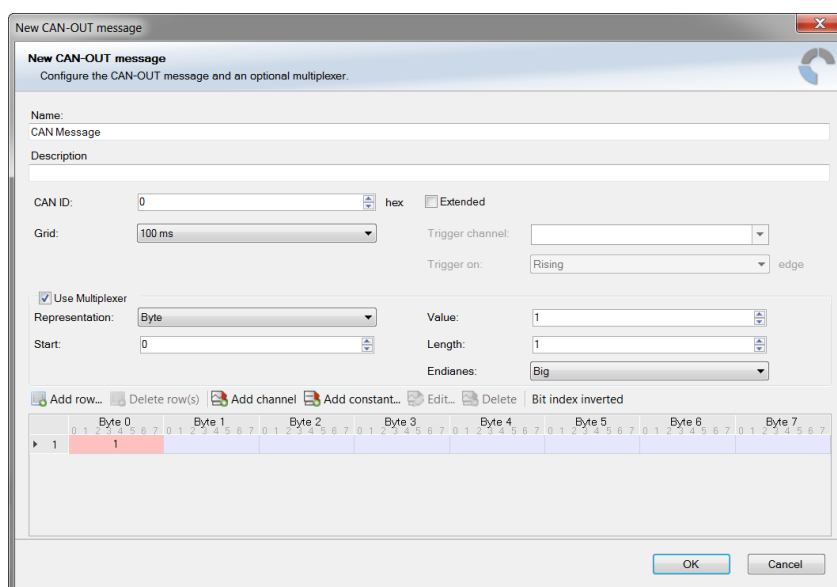 New CAN-OUT message
New CAN-OUT message
Configure the CAN-OUT message and an optional multiplexer.
Name:
CAN Message
Description
CAN ID: 0 hex Extended
Grid: 100 ms Trigger channel:
Trigger on: Rising edge
Use Multiplexer
Representation: Byte Value: 1
Start: 0 Length: 1
Endianes: Big
Add row... Delete row(s) Add channel Add constant... Edit... Delete Bit index inverted
Byte 0 Byte 1 Byte 2 Byte 3 Byte 4 Byte 5 Byte 6 Byte 7
0 1 2 3 4 5 6 7 0 1 2 3 4 5 6 7 0 1 2 3 4 5 6 7 0 1 2 3 4 5 6 7 0 1 2 3 4 5 6 7 0 1 2 3 4 5 6 7 0 1 2 3 4 5 6 7 0 1 2 3 4 5 6 7
1 1
OK Cancel